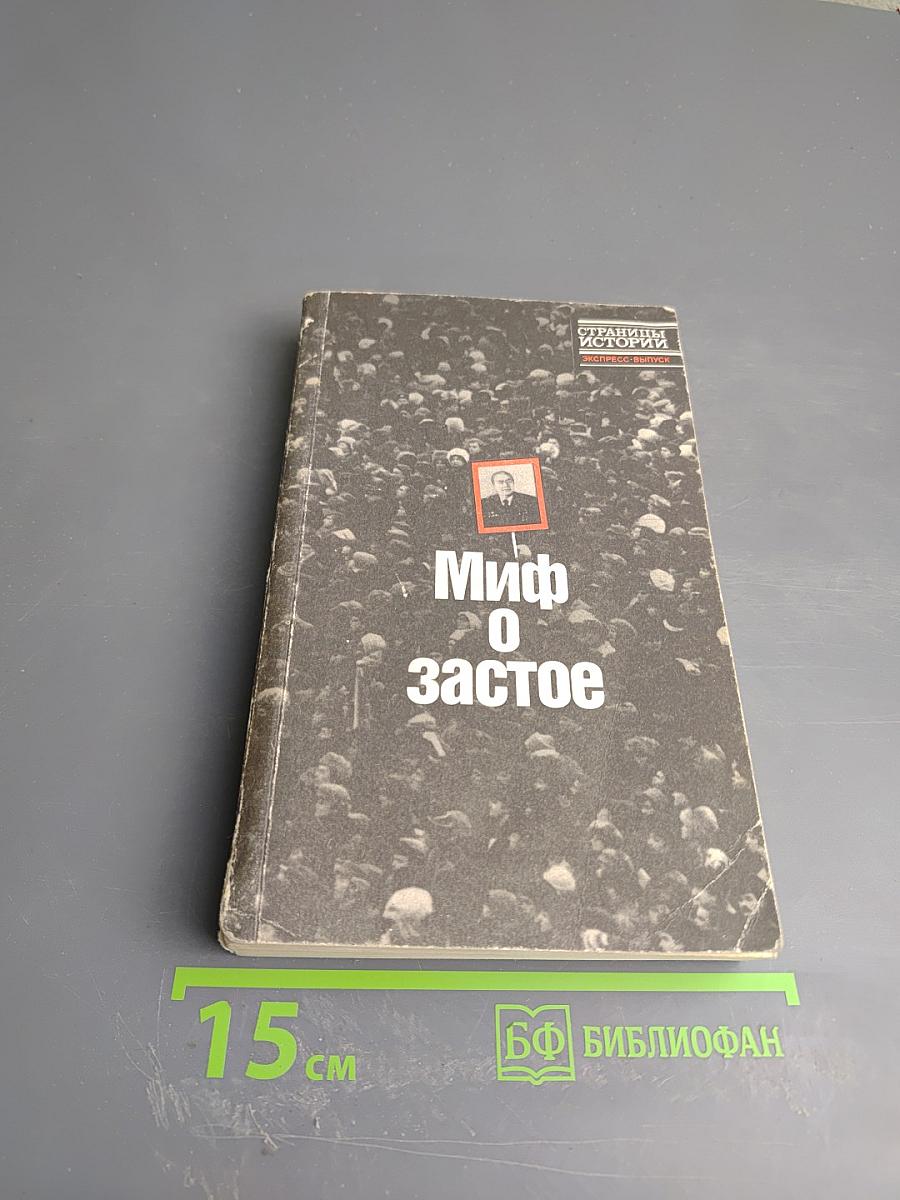 СТРАНИЦЫ
ИСТОРИИ
ЭКСПРЕСС-ВЫПУСК
Миф
о
застое
15 см
БФ БИБЛИОФАН